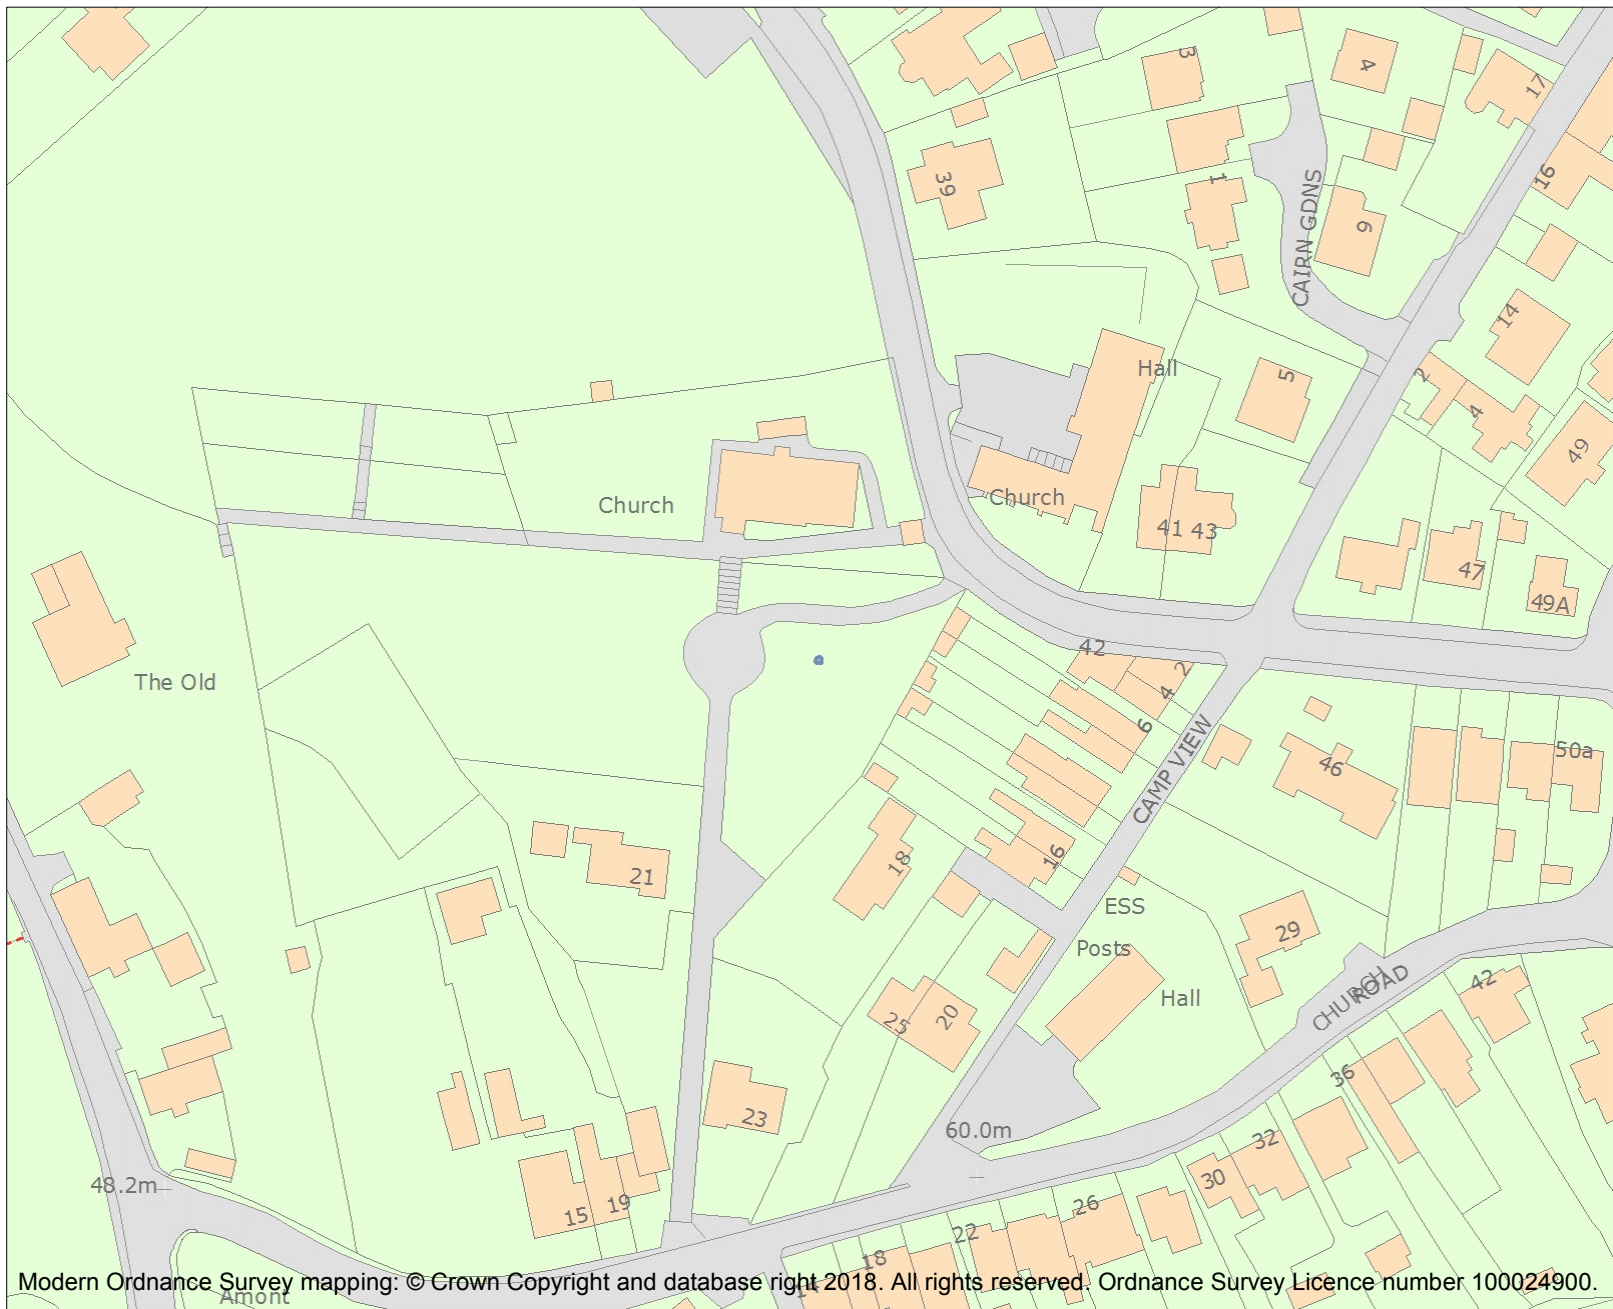 3
4
17
39
1
16
CAIRN GDNS
6
14
Hall
5
2
4
49
Church
Church
41 43
47
49A
42
2
4
The Old
6
CAMP VIEW
46
50a
18
16
21
ESS
29
Posts
Hall
CHURCH
ROAD
42
25
20
36
23
60.0m
32
48.2m
30
15
19
26
22
18
14
Modern Ordnance Survey mapping: © Crown Copyright and database right 2018. All rights reserved. Ordnance Survey Licence number 100024900.
Amont